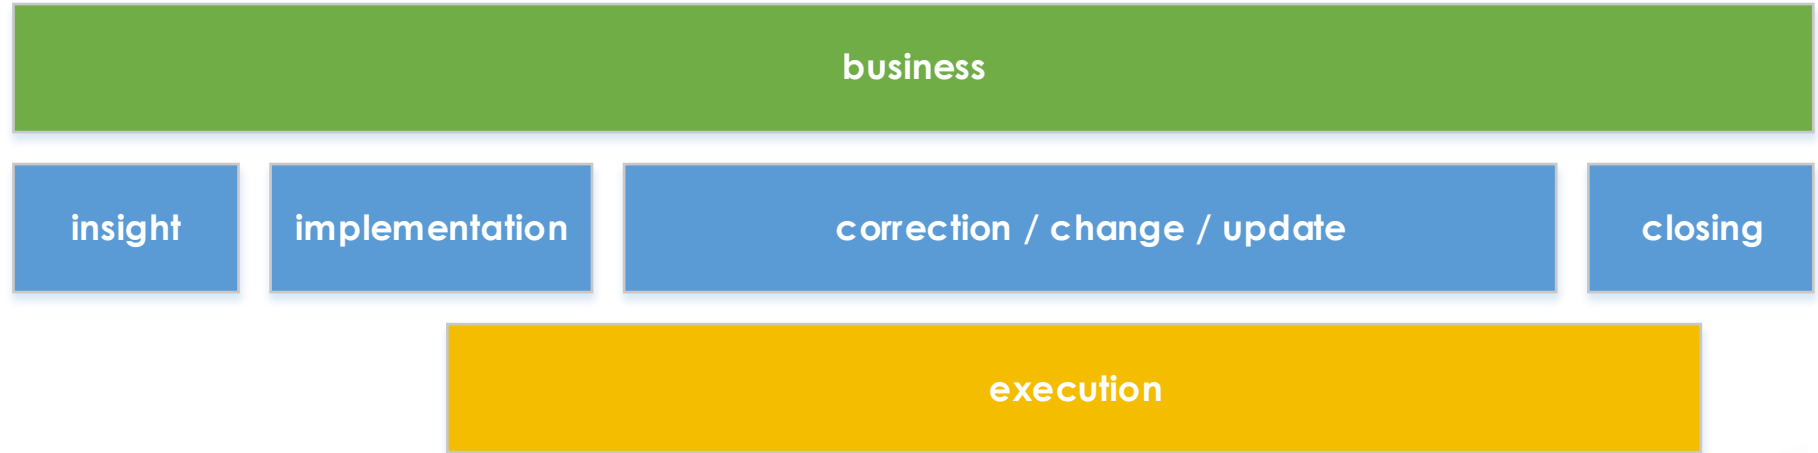 business
insight
implementation
correction / change / update
closing
execution